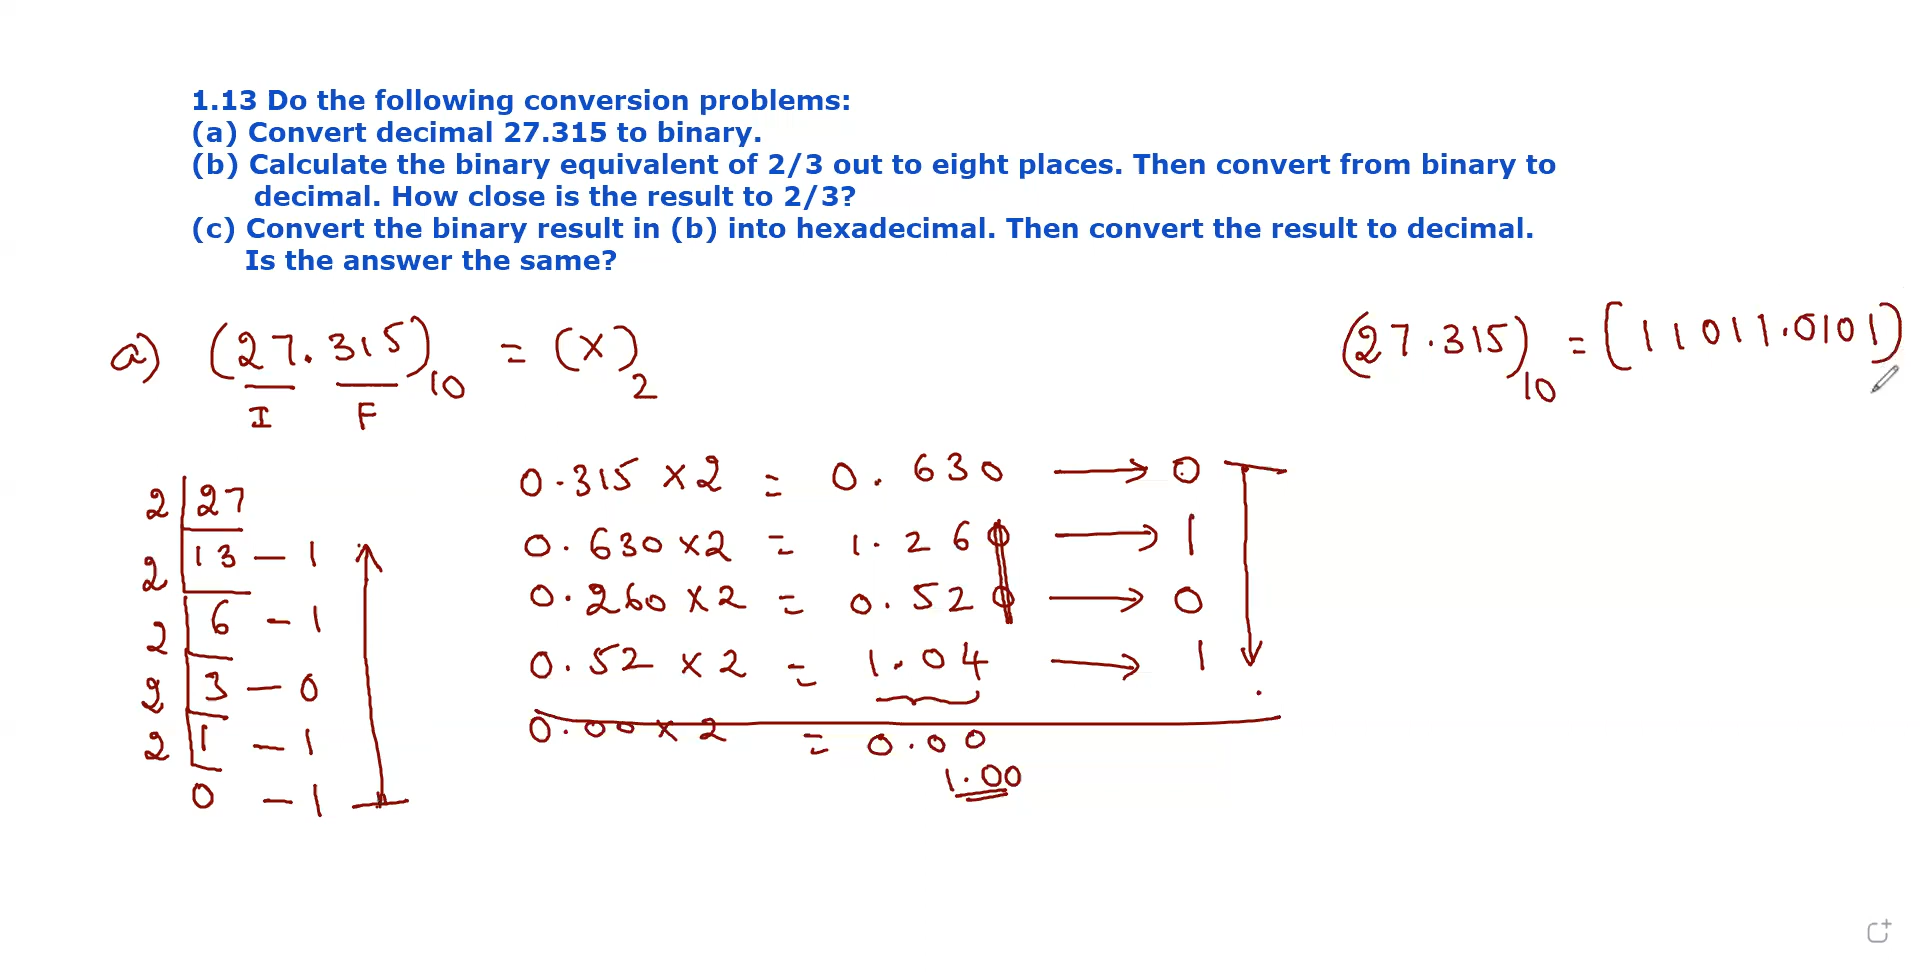 1.13 Do the following conversion problems:
(a) Convert decimal 27.315 to binary.
(b) Calculate the binary equivalent of 2/3 out to eight places. Then convert from binary to
decimal. How close is the result to 2/3?
(c) Convert the binary result in (b) into hexadecimal. Then convert the result to decimal.
Is the answer the same?
a) (27.315)10 = (x)2
I F
(27.315)10 = (11011.0101)
2 27
2 13 - 1
2 6 - 1
2 3 - 0
2 1 - 1
0 - 1
0.315 × 2 = 0.630 → 0
0.630 × 2 = 1.260 → 1
0.260 × 2 = 0.520 → 0
0.52 × 2 = 1.04 → 1
0.00 × 2 = 0.00
1.00